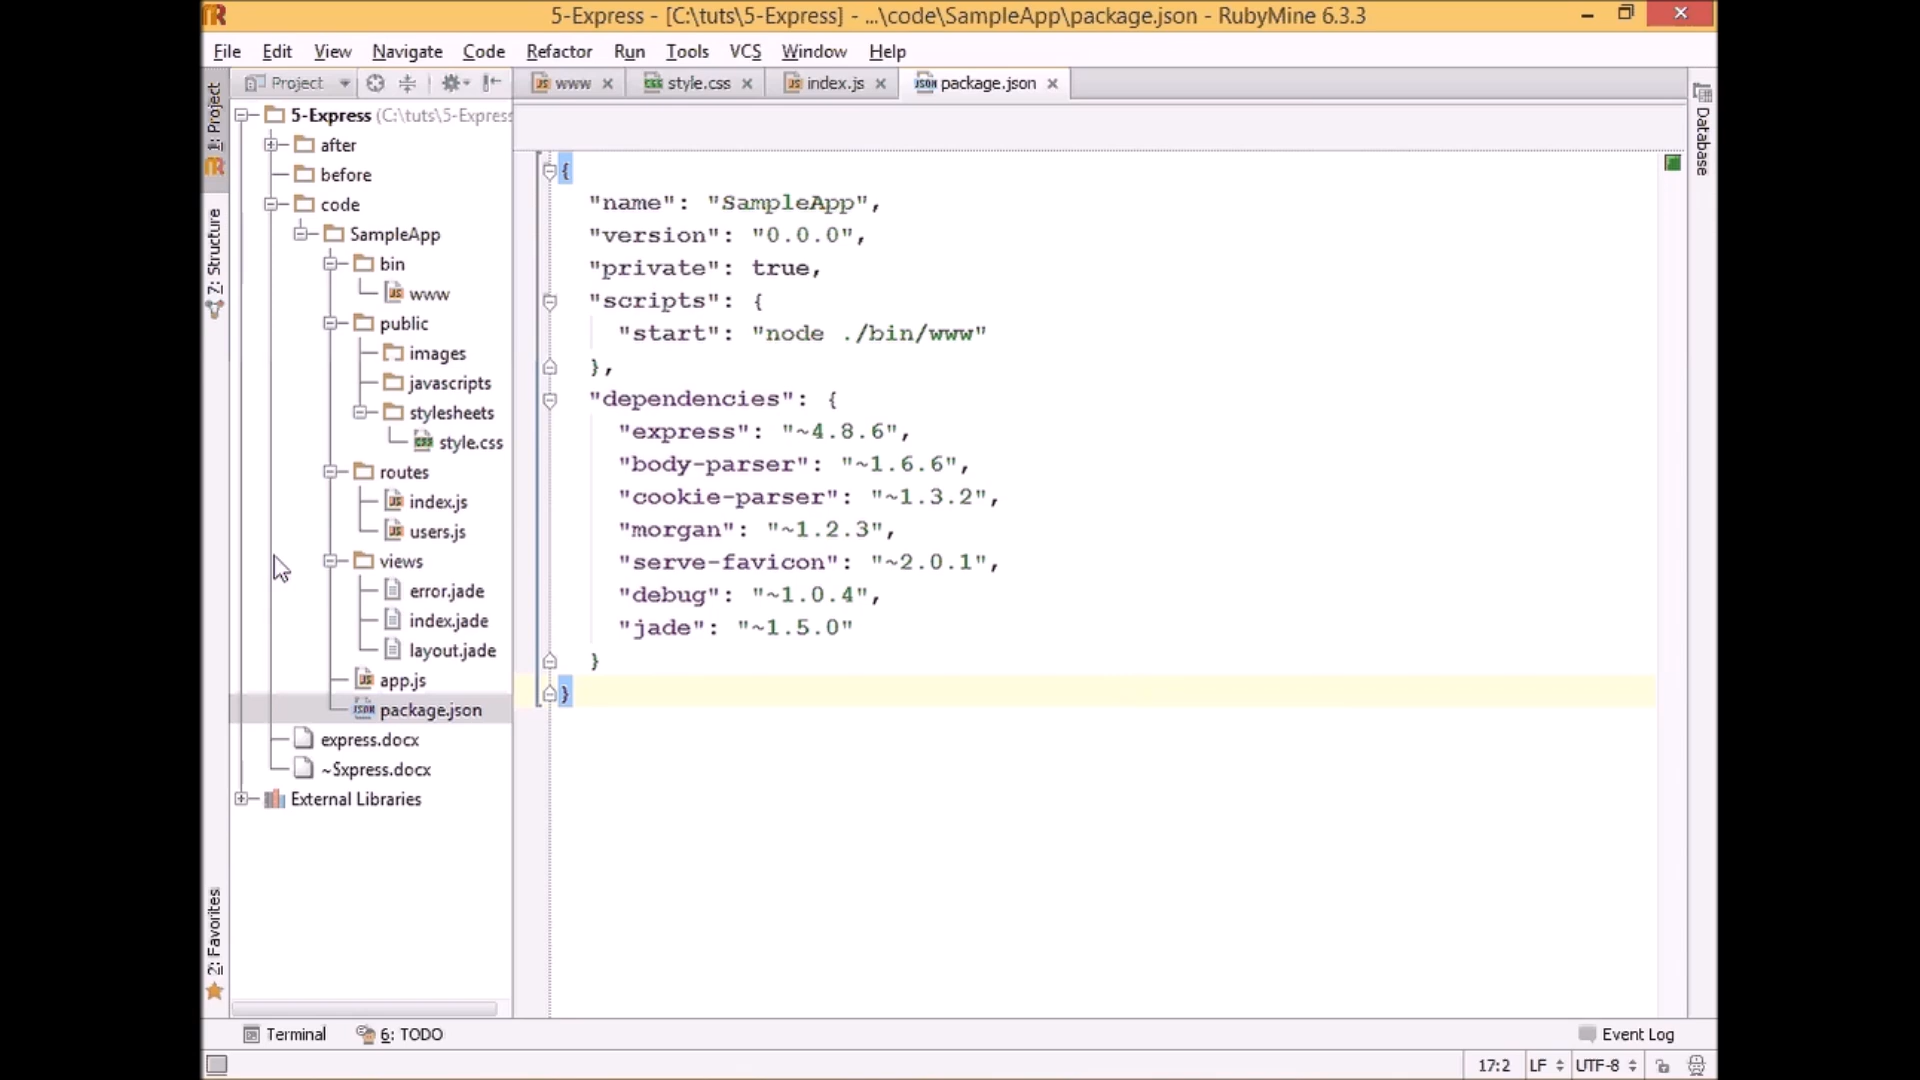 5-Express - [C:\tuts\5-Express] - ...\code\SampleApp\package.json - RubyMine 6.3.3
File Edit View Navigate Code Refactor Run Tools VCS Window Help
Project www style.css index.js package.json
1: Project
7: Structure
2: Favorites
5-Express (C:\tuts\5-Express
after
before
code
SampleApp
bin
www
public
images
javascripts
stylesheets
style.css
routes
index.js
users.js
views
error.jade
index.jade
layout.jade
app.js
package.json
express.docx
~$xpress.docx
External Libraries
{
"name": "SampleApp",
"version": "0.0.0",
"private": true,
"scripts": {
"start": "node ./bin/www"
},
"dependencies": {
"express": "~4.8.6",
"body-parser": "~1.6.6",
"cookie-parser": "~1.3.2",
"morgan": "~1.2.3",
"serve-favicon": "~2.0.1",
"debug": "~1.0.4",
"jade": "~1.5.0"
}
}
Database
Terminal 6: TODO Event Log
17:2 LF UTF-8